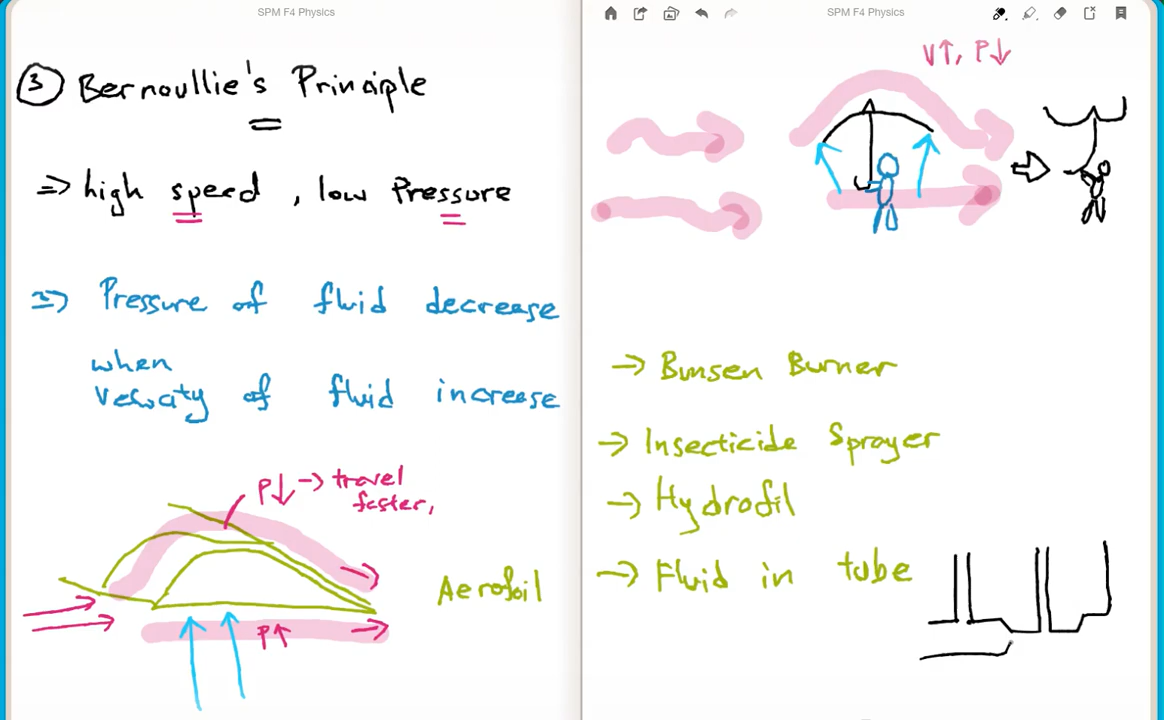 SPM F4 Physics
3 Bernoullie's Principle
=> high speed , low Pressure
=> Pressure of fluid decrease
when
velocity of fluid increase
P↓ -> travel
faster,
Aerofoil
P↑
SPM F4 Physics
V↑, P↓
-> Bunsen Burner
-> Insecticide Sprayer
-> Hydrofil
-> Fluid in tube